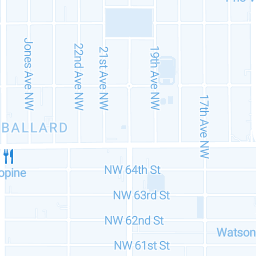 Jones Ave NW
22nd Ave NW
21st Ave NW
19th Ave NW
17th Ave NW
BALLARD
opine
NW 64th St
NW 63rd St
NW 62nd St
Watson
NW 61st St